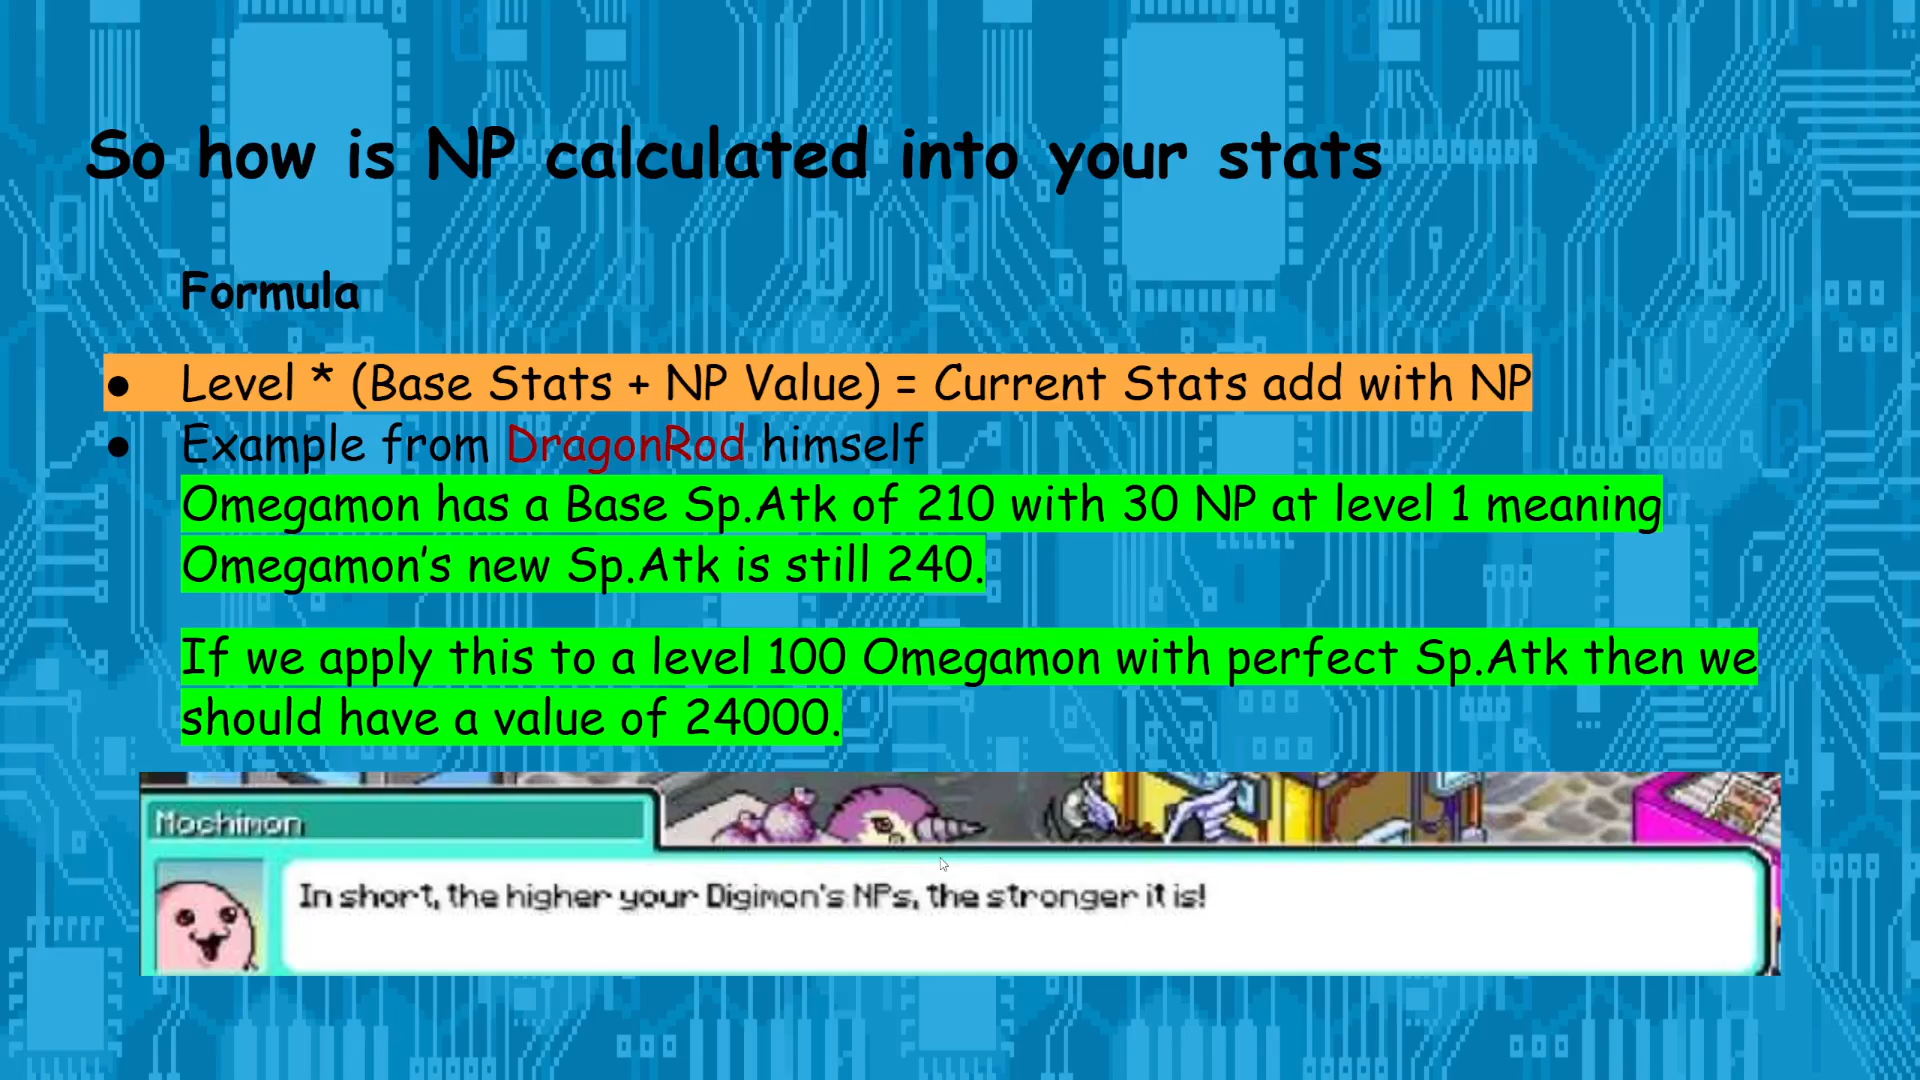 So how is NP calculated into your stats
Formula
● Level * (Base Stats + NP Value) = Current Stats add with NP
● Example from DragonRod himself
Omegamon has a Base Sp.Atk of 210 with 30 NP at level 1 meaning
Omegamon's new Sp.Atk is still 240.
If we apply this to a level 100 Omegamon with perfect Sp.Atk then we
should have a value of 24000.
Mochimon
In short, the higher your Digimon's NPs, the stronger it is!